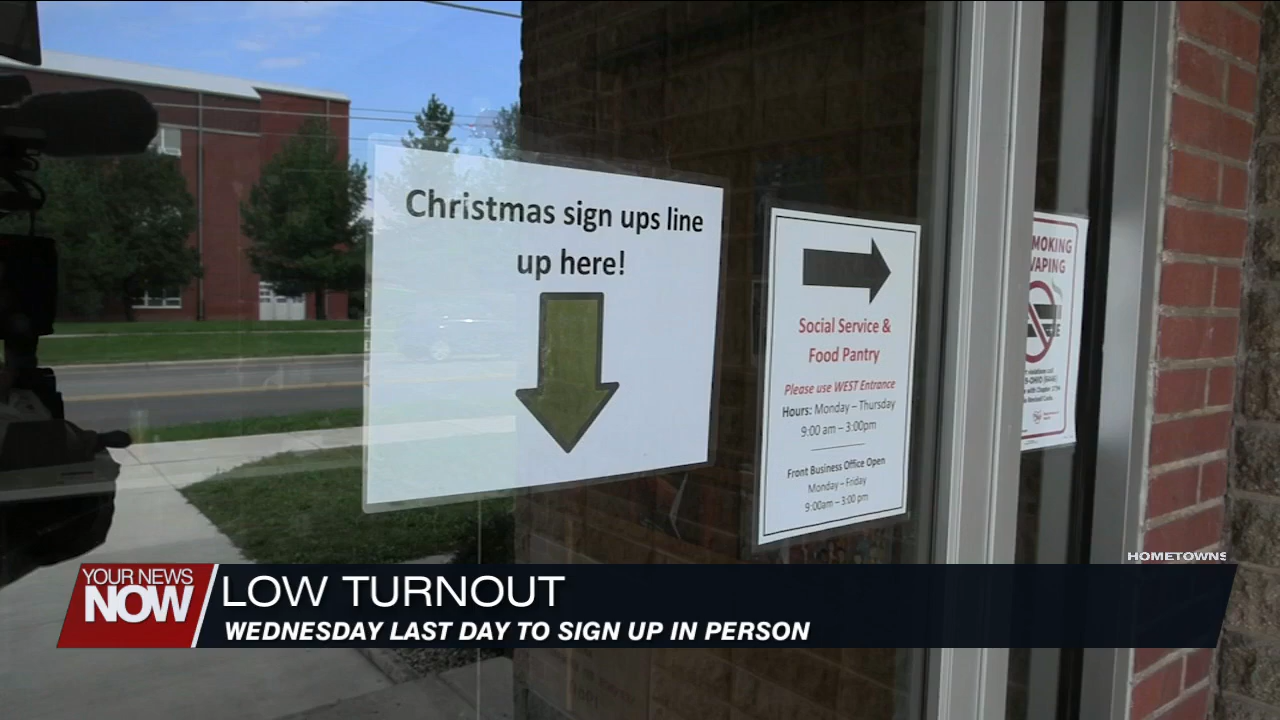 Christmas sign ups line
up here!
Social Service &
Food Pantry
Please use WEST Entrance
Hours: Monday – Thursday
9:00 am – 3:00pm
Front Business Office Open
Monday – Friday
9:00am – 3:00 pm
MOKING
VAPING
HOMETOWNS
YOUR NEWS
NOW
LOW TURNOUT
WEDNESDAY LAST DAY TO SIGN UP IN PERSON